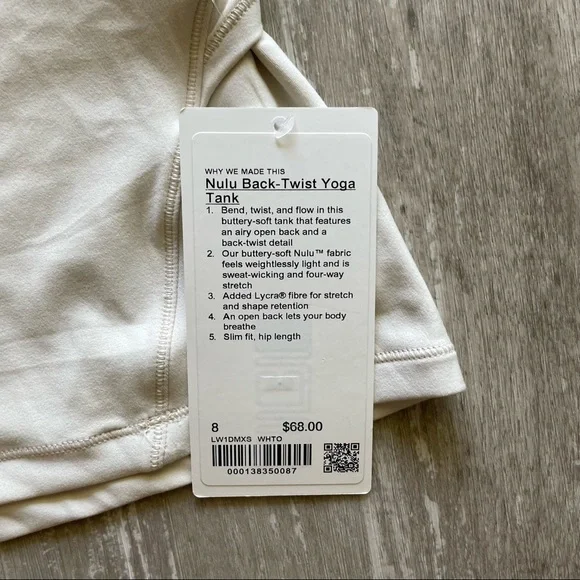 WHY WE MADE THIS
Nulu Back-Twist Yoga
Tank
1. Bend, twist, and flow in this
buttery-soft tank that features
an airy open back and a
back-twist detail
2. Our buttery-soft Nulu™ fabric
feels weightlessly light and is
sweat-wicking and four-way
stretch
3. Added Lycra® fibre for stretch
and shape retention
4. An open back lets your body
breathe
5. Slim fit, hip length
8 $68.00
LW1DMXS WHTO
000138350087